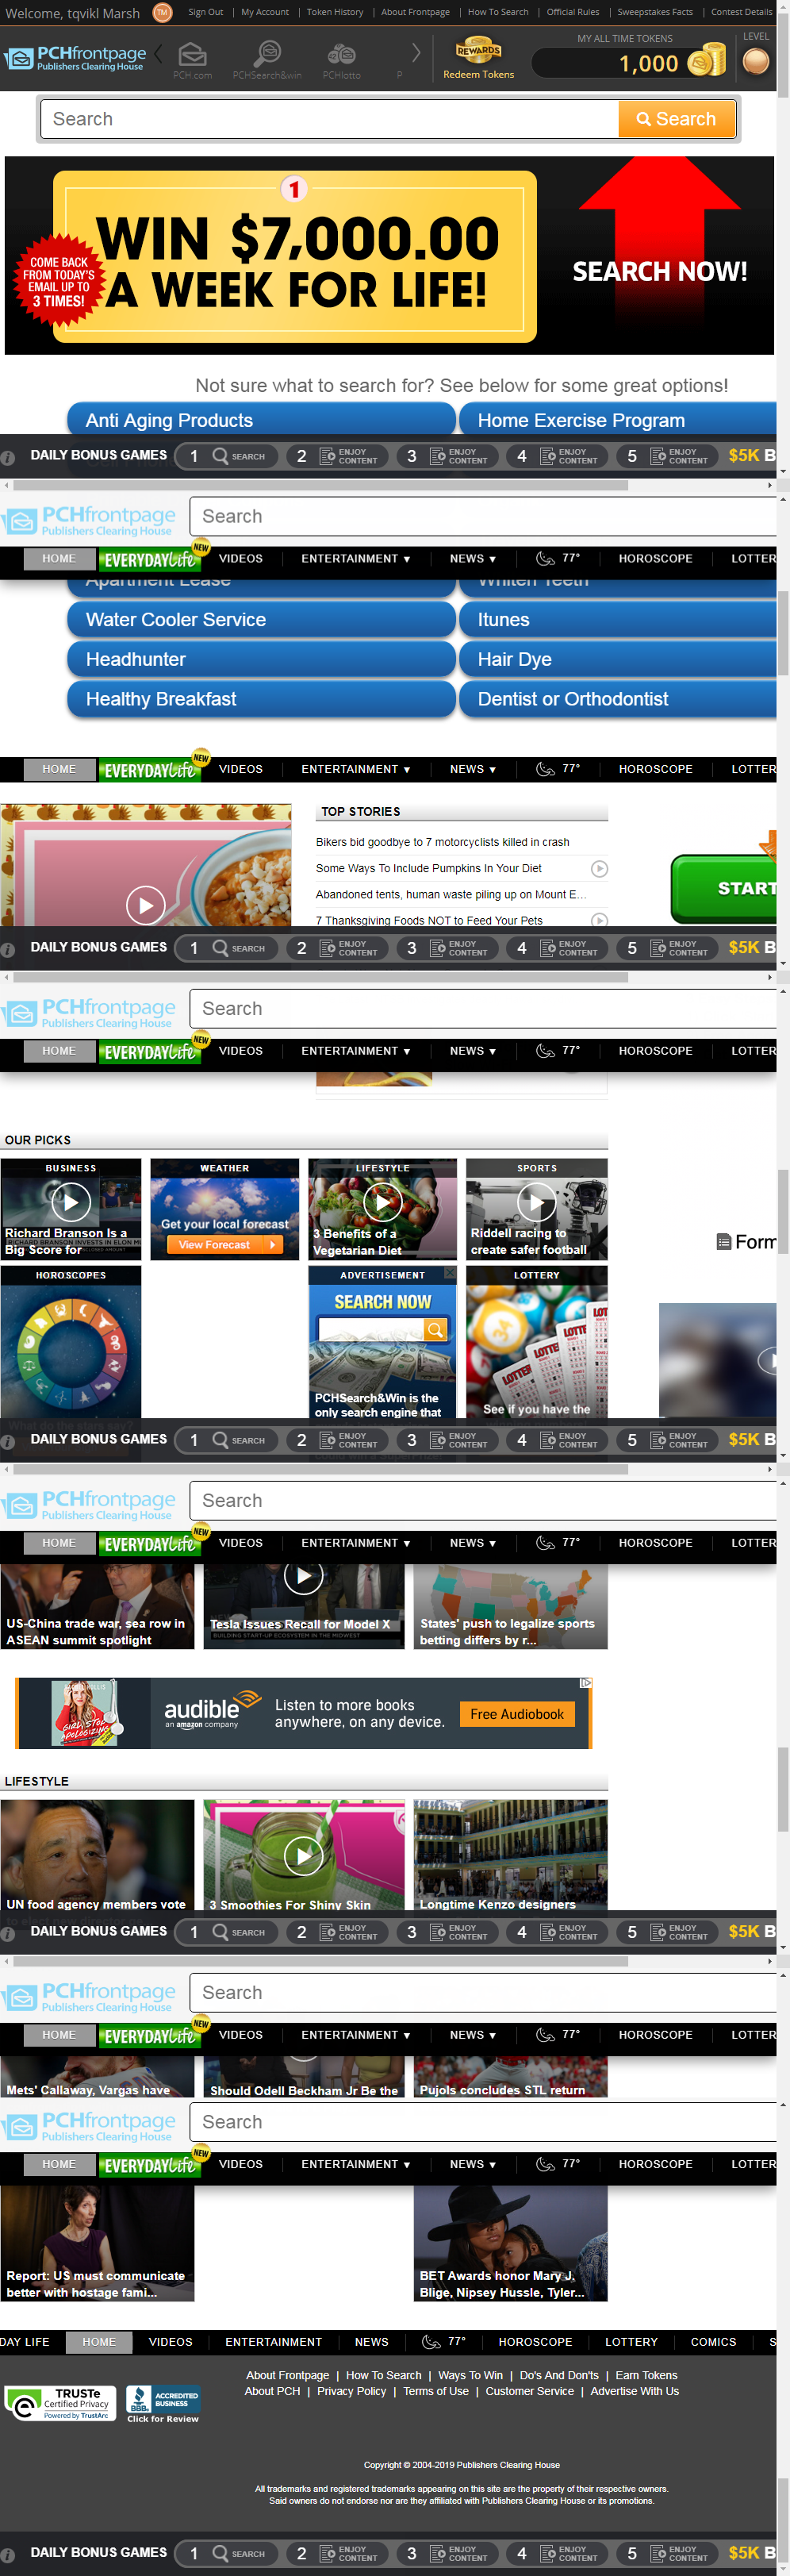 Welcome, tqvikl Marsh TM Sign Out | My Account | Token History | About Frontpage | How To Search | Official Rules | Sweepstakes Facts | Contest Details
PCHfrontpage
Publishers Clearing House
PCH.com PCHSearch&win PCHlotto P
REWARDS
Redeem Tokens
MY ALL TIME TOKENS
1,000
LEVEL
Search Search
1
WIN $7,000.00
A WEEK FOR LIFE!
COME BACK
FROM TODAY'S
EMAIL UP TO
3 TIMES!
SEARCH NOW!
Not sure what to search for? See below for some great options!
Anti Aging Products Home Exercise Program
DAILY BONUS GAMES 1 SEARCH 2 ENJOY CONTENT 3 ENJOY CONTENT 4 ENJOY CONTENT 5 ENJOY CONTENT $5K B
PCHfrontpage
Publishers Clearing House
Search
HOME EVERYDAYLife NEW VIDEOS ENTERTAINMENT ▼ NEWS ▼ 77° HOROSCOPE LOTTER
Apartment Lease Whiten Teeth
Water Cooler Service Itunes
Headhunter Hair Dye
Healthy Breakfast Dentist or Orthodontist
HOME EVERYDAYLife NEW VIDEOS ENTERTAINMENT ▼ NEWS ▼ 77° HOROSCOPE LOTTER
TOP STORIES
Bikers bid goodbye to 7 motorcyclists killed in crash
Some Ways To Include Pumpkins In Your Diet
Abandoned tents, human waste piling up on Mount E...
7 Thanksgiving Foods NOT to Feed Your Pets
START
DAILY BONUS GAMES 1 SEARCH 2 ENJOY CONTENT 3 ENJOY CONTENT 4 ENJOY CONTENT 5 ENJOY CONTENT $5K B
PCHfrontpage
Publishers Clearing House
Search
HOME EVERYDAYLife NEW VIDEOS ENTERTAINMENT ▼ NEWS ▼ 77° HOROSCOPE LOTTER
OUR PICKS
BUSINESS
Richard Branson Is a
Big Score for
WEATHER
Get your local forecast
View Forecast
LIFESTYLE
3 Benefits of a
Vegetarian Diet
SPORTS
Riddell racing to
create safer football
Form
HOROSCOPES
What do the stars say?
ADVERTISEMENT
SEARCH NOW
PCHSearch&Win is the
only search engine that
LOTTERY
See if you have the
DAILY BONUS GAMES 1 SEARCH 2 ENJOY CONTENT 3 ENJOY CONTENT 4 ENJOY CONTENT 5 ENJOY CONTENT $5K B
PCHfrontpage
Publishers Clearing House
Search
HOME EVERYDAYLife NEW VIDEOS ENTERTAINMENT ▼ NEWS ▼ 77° HOROSCOPE LOTTER
US-China trade war, sea row in
ASEAN summit spotlight
Tesla Issues Recall for Model X
BUILDING START-UP ECOSYSTEM IN THE MIDWEST
States' push to legalize sports
betting differs by r...
GIRL, STOP APOLOGIZING
audible
an amazon company
Listen to more books
anywhere, on any device.
Free Audiobook
LIFESTYLE
UN food agency members vote
3 Smoothies For Shiny Skin
Longtime Kenzo designers
DAILY BONUS GAMES 1 SEARCH 2 ENJOY CONTENT 3 ENJOY CONTENT 4 ENJOY CONTENT 5 ENJOY CONTENT $5K B
PCHfrontpage
Publishers Clearing House
Search
HOME EVERYDAYLife NEW VIDEOS ENTERTAINMENT ▼ NEWS ▼ 77° HOROSCOPE LOTTER
Mets' Callaway, Vargas have
Should Odell Beckham Jr Be the
Pujols concludes STL return
PCHfrontpage
Publishers Clearing House
Search
HOME EVERYDAYLife NEW VIDEOS ENTERTAINMENT ▼ NEWS ▼ 77° HOROSCOPE LOTTER
Report: US must communicate
better with hostage fami...
BET Awards honor Mary J.
Blige, Nipsey Hussle, Tyler...
DAY LIFE HOME VIDEOS ENTERTAINMENT NEWS 77° HOROSCOPE LOTTERY COMICS S
About Frontpage | How To Search | Ways To Win | Do's And Don'ts | Earn Tokens
About PCH | Privacy Policy | Terms of Use | Customer Service | Advertise With Us
TRUSTe
Certified Privacy
Powered by TrustArc
BBB.
ACCREDITED
BUSINESS
Click for Review
Copyright © 2004-2019 Publishers Clearing House
All trademarks and registered trademarks appearing on this site are the property of their respective owners.
Said owners do not endorse nor are they affiliated with Publishers Clearing House or its promotions.
DAILY BONUS GAMES 1 SEARCH 2 ENJOY CONTENT 3 ENJOY CONTENT 4 ENJOY CONTENT 5 ENJOY CONTENT $5K B